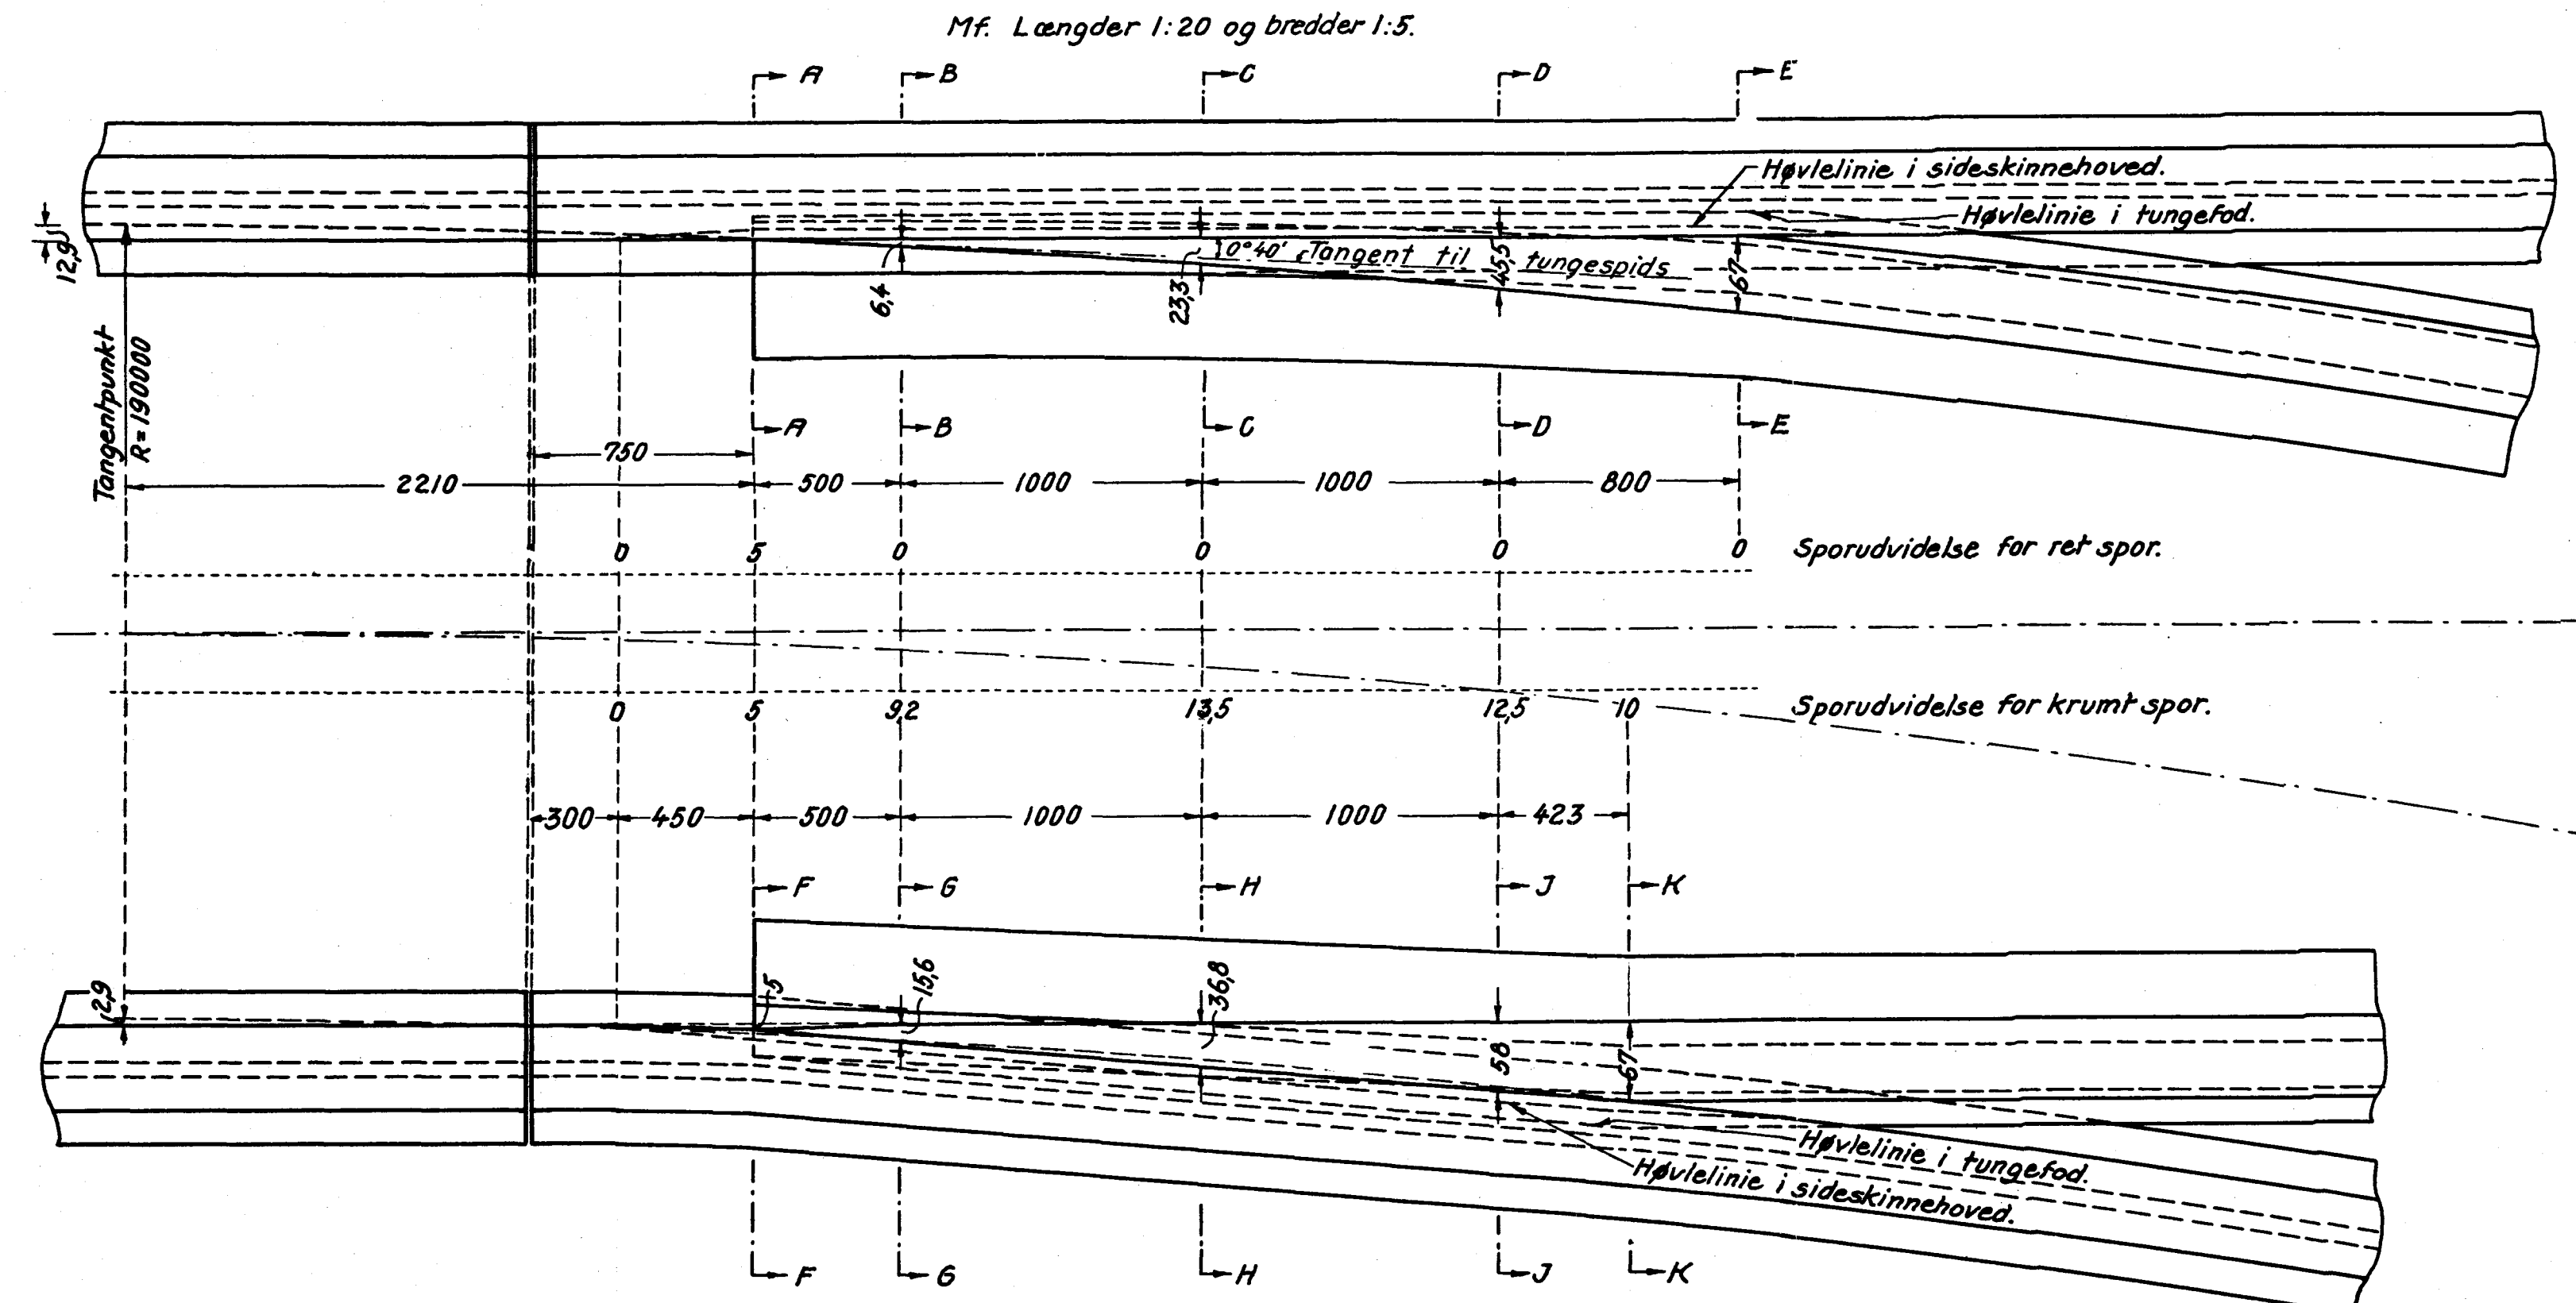 Mf. Længder 1:20 og bredder 1:5.
A B C D E
Høvlelinie i sideskinnehoved.
Høvlelinie i tungefod.
12,9
0°40' Tangent til tungespids
6,4 23,3 45,5 67
Tangentpunkt
R=190000
A B C D E
750
2210 500 1000 1000 800
0 5 0 0 0 0 Sporudvidelse for ret spor.
0 5 9,2 13,5 12,5 10 Sporudvidelse for krumt spor.
300 450 500 1000 1000 423
F G H J K
12,9 5 15,6 36,8 58 67
Høvlelinie i tungefod.
Høvlelinie i sideskinnehoved.
F G H J K